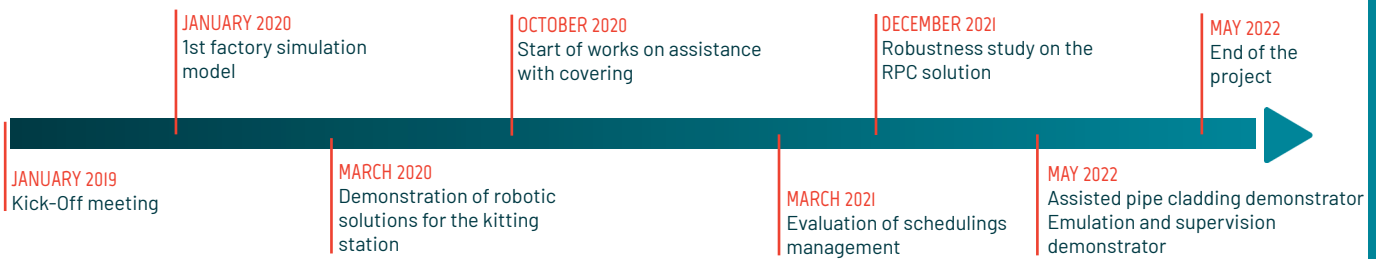 JANUARY 2019
Kick-Off meeting
JANUARY 2020
1st factory simulation
model
MARCH 2020
Demonstration of robotic
solutions for the kitting
station
OCTOBER 2020
Start of works on assistance
with covering
MARCH 2021
Evaluation of schedulings
management
DECEMBER 2021
Robustness study on the
RPC solution
MAY 2022
Assisted pipe cladding demonstrator
Emulation and supervision
demonstrator
MAY 2022
End of the
project